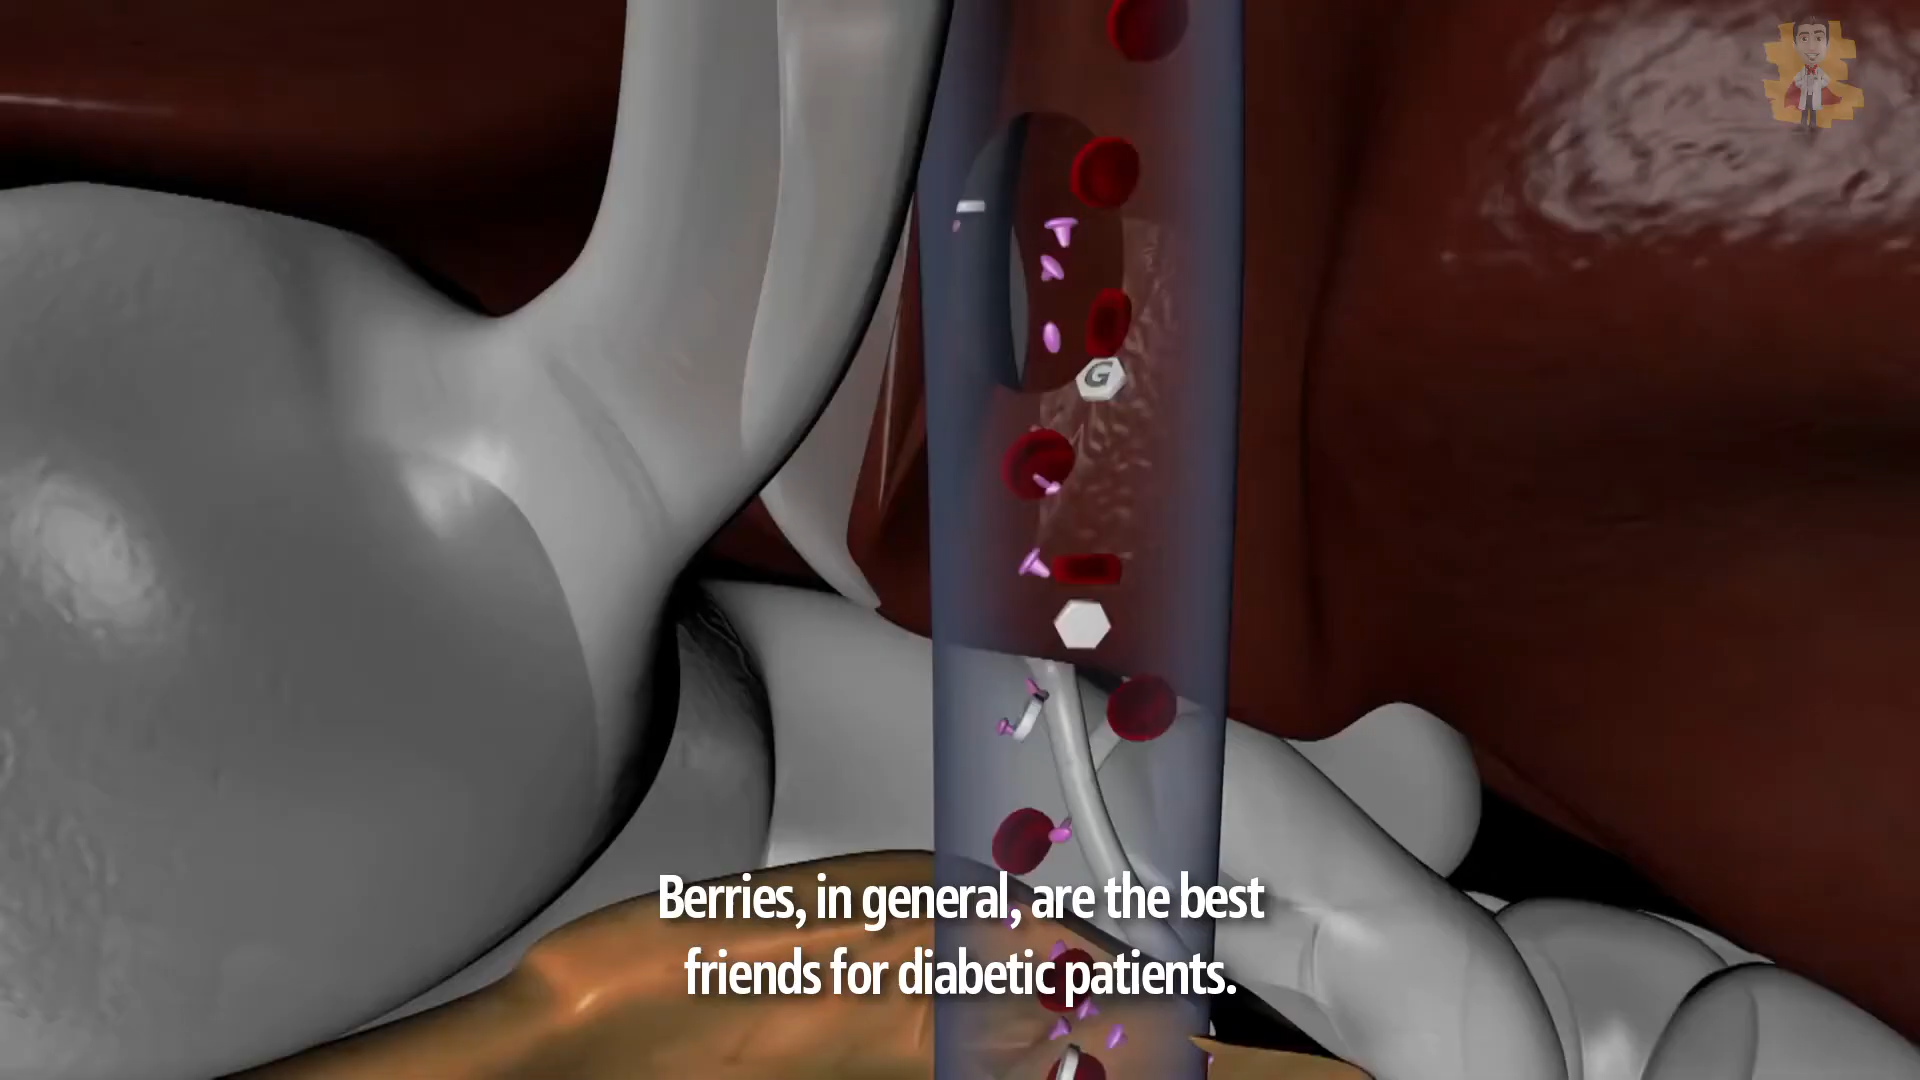 G
Berries, in general, are the best
friends for diabetic patients.